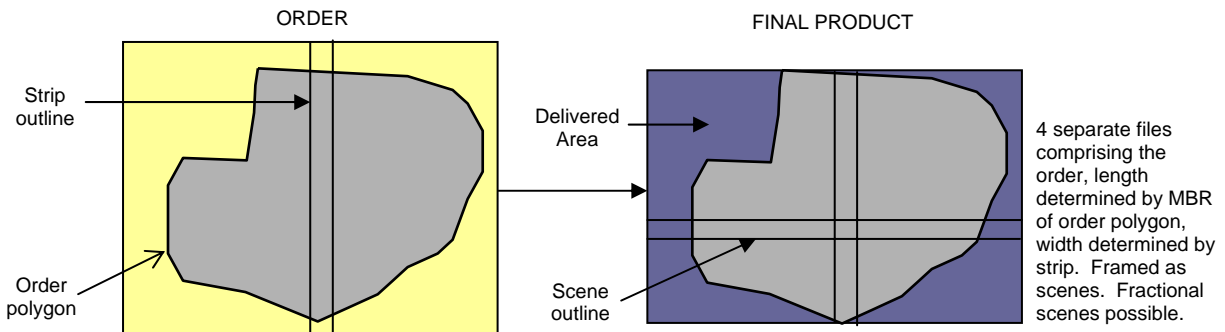 ORDER
Strip
outline
Order
polygon
FINAL PRODUCT
Delivered
Area
Scene
outline
4 separate files
comprising the
order, length
determined by MBR
of order polygon,
width determined by
strip. Framed as
scenes. Fractional
scenes possible.